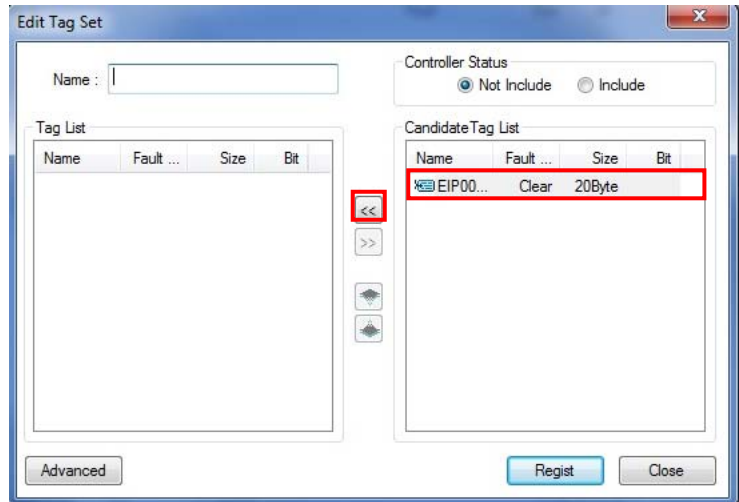 Edit Tag Set
Name :
Controller Status
Not Include Include
Tag List
Name Fault ... Size Bit
<<
>>
Candidate Tag List
Name Fault ... Size Bit
EIP00... Clear 20Byte
Advanced
Regist Close